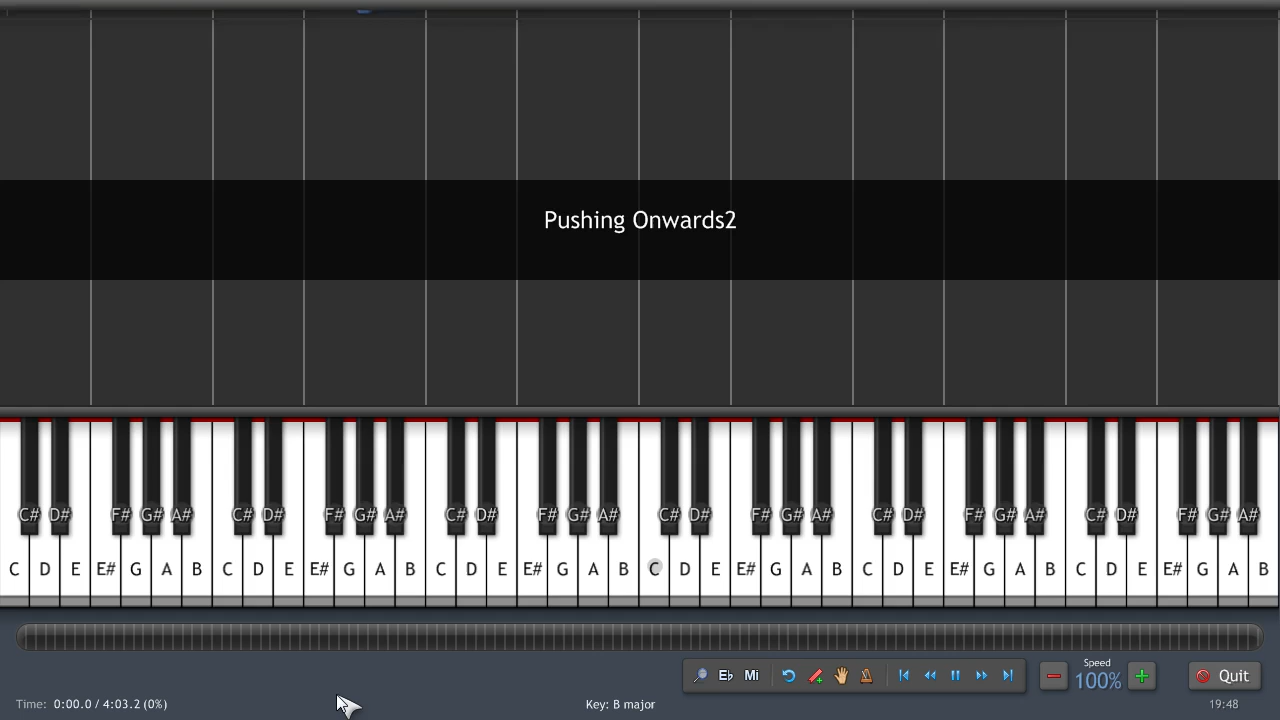 Pushing Onwards2
C# D# F# G# A# C# D# F# G# A# C# D# F# G# A# C# D# F# G# A# C# D# F# G# A# C# D# F# G# A#
C D E E# G A B C D E E# G A B C D E E# G A B C D E E# G A B C D E E# G A B C D E E# G A B
Speed
Eb Mi 100% Quit
Time: 0:00.0 / 4:03.2 (0%) Key: B major 19:48